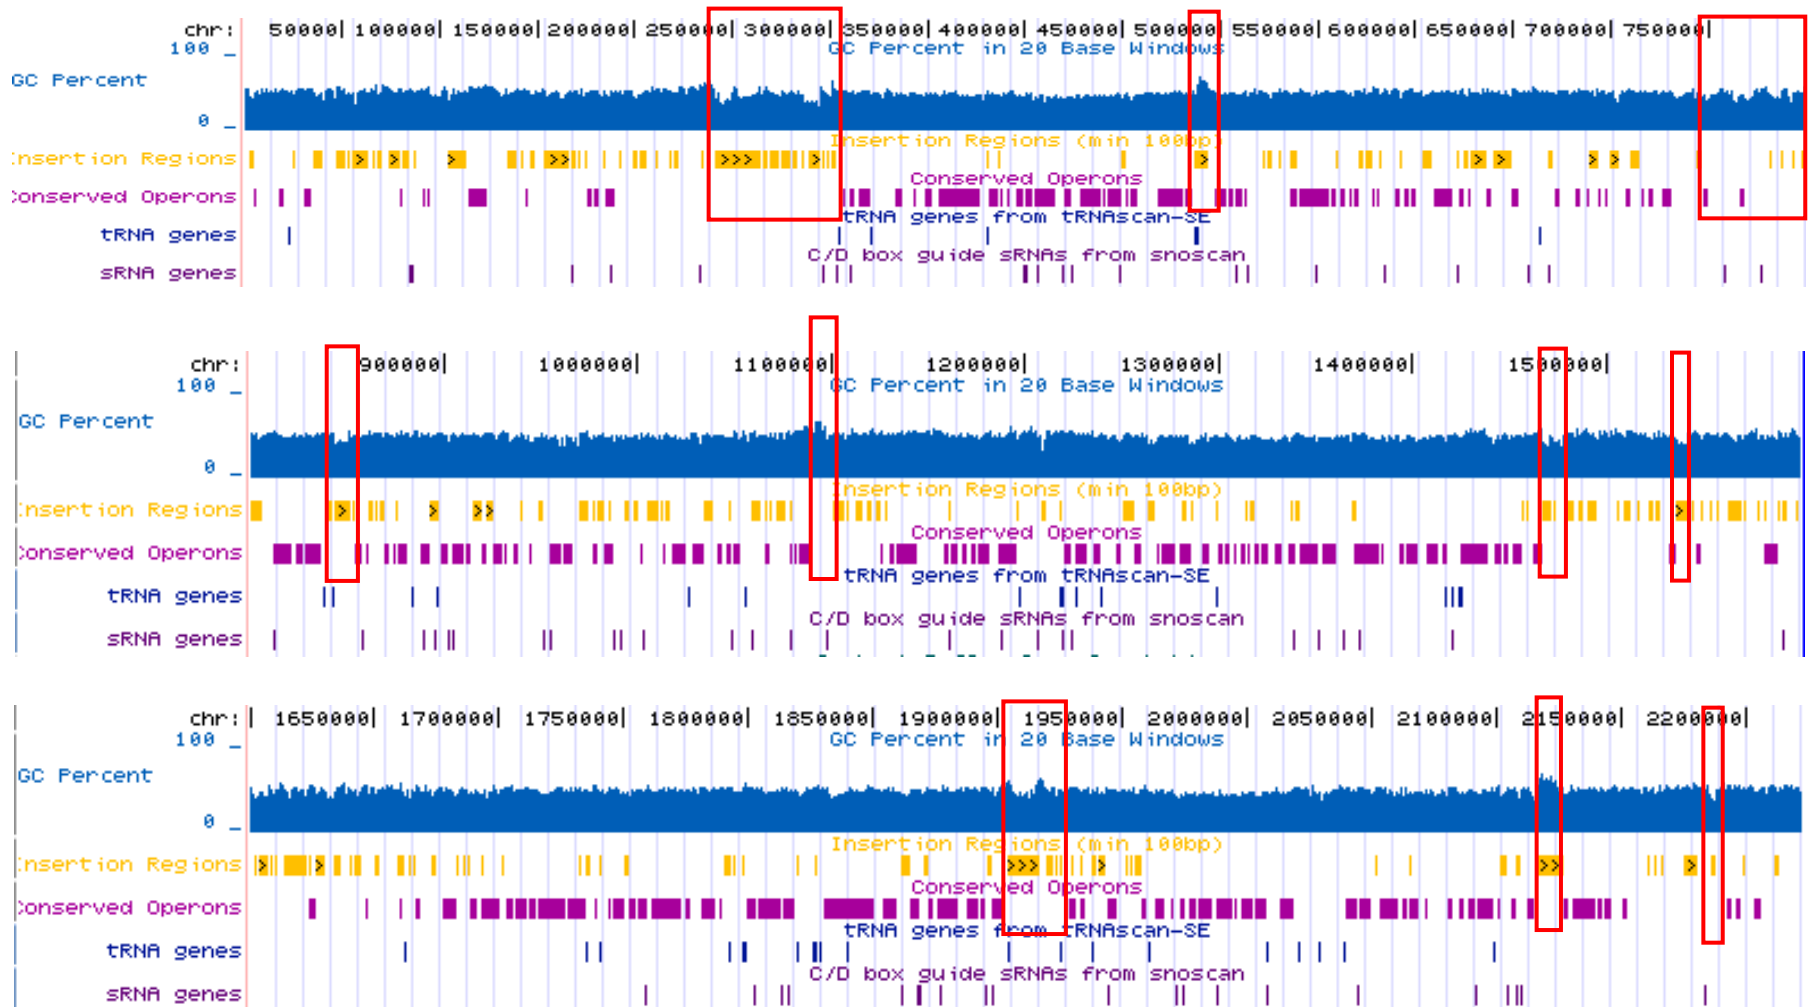 chr: 50000| 100000| 150000| 200000| 250000| 300000| 350000| 400000| 450000| 500000| 550000| 600000| 650000| 700000| 750000|
100 _ GC Percent in 20 Base Windows
GC Percent
0 _
Insertion Regions (min 100bp)
Insertion Regions
Conserved Operons
Conserved Operons
tRNA genes from tRNAscan-SE
tRNA genes
C/D box guide sRNAs from snoscan
sRNA genes
chr: 900000| 1000000| 1100000| 1200000| 1300000| 1400000| 1500000|
100 _ GC Percent in 20 Base Windows
GC Percent
0 _
Insertion Regions (min 100bp)
Insertion Regions
Conserved Operons
Conserved Operons
tRNA genes from tRNAscan-SE
tRNA genes
C/D box guide sRNAs from snoscan
sRNA genes
chr: | 1650000| 1700000| 1750000| 1800000| 1850000| 1900000| 1950000| 2000000| 2050000| 2100000| 2150000| 2200000|
100 _ GC Percent in 20 Base Windows
GC Percent
0 _
Insertion Regions (min 100bp)
Insertion Regions
Conserved Operons
Conserved Operons
tRNA genes from tRNAscan-SE
tRNA genes
C/D box guide sRNAs from snoscan
sRNA genes